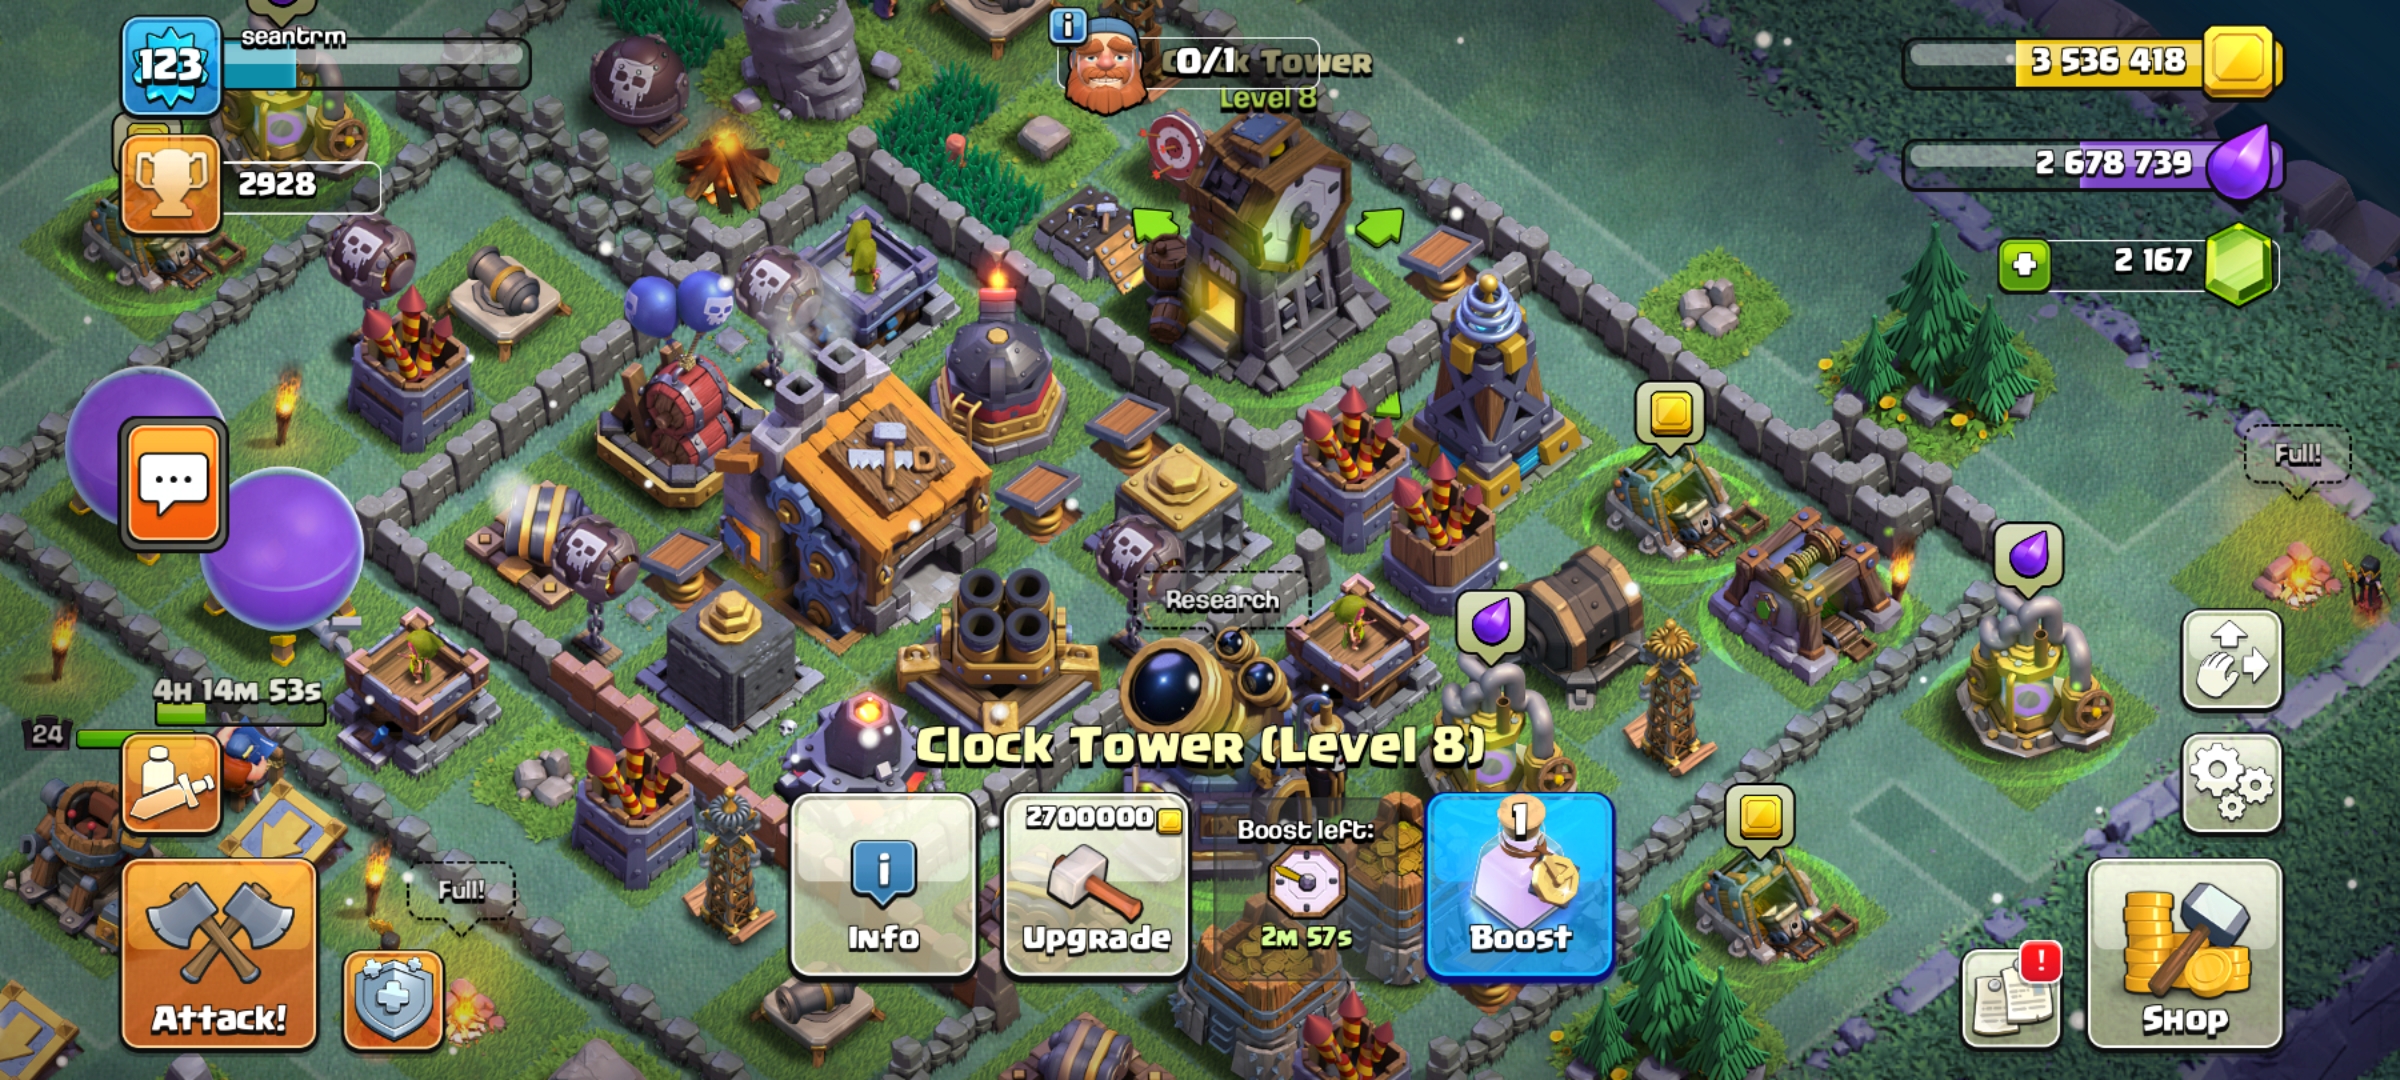 seantrm
123
0/1
Clock Tower
Level 8
3 536 418
2928
2 678 739
2 167
Full!
Research
4H 14M 53s
24
Clock Tower (Level 8)
Info
2700000
Upgrade
Boost left:
2M 57s
1
Boost
Full!
Attack!
!
Shop